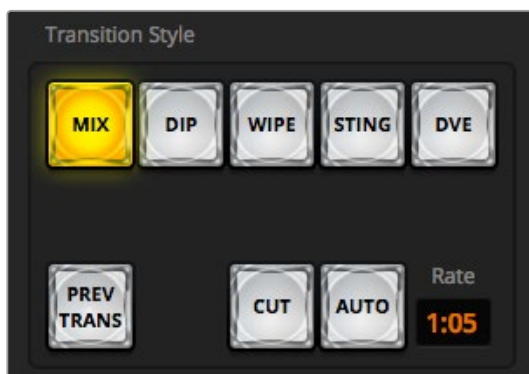 Transition Style
MIX
DIP
WIPE
STING
DVE
PREV
TRANS
CUT
AUTO
Rate
1:05